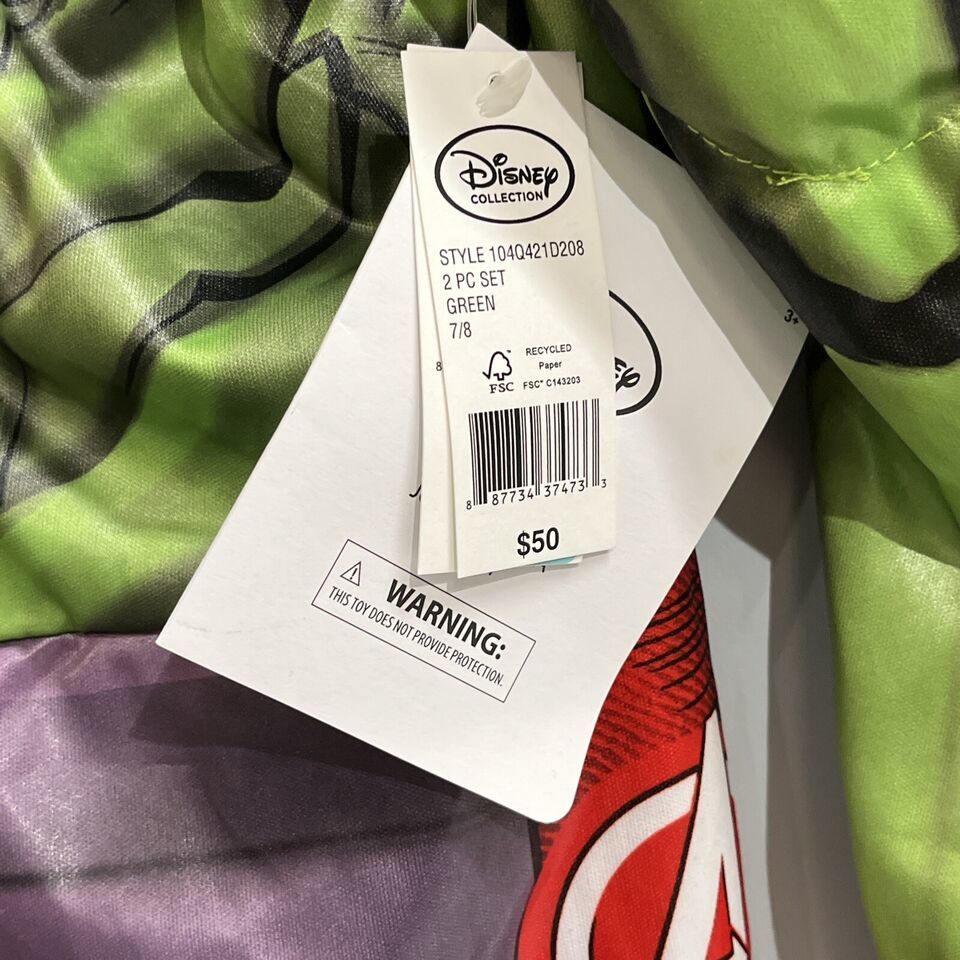 Disney
COLLECTION
STYLE 104Q421D208
2 PC SET
GREEN
7/8
RECYCLED
Paper
FSC
FSC® C143203
8 87734 37473 3
$50
3+
8
WARNING:
THIS TOY DOES NOT PROVIDE PROTECTION.